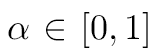 α ∈ [0, 1]